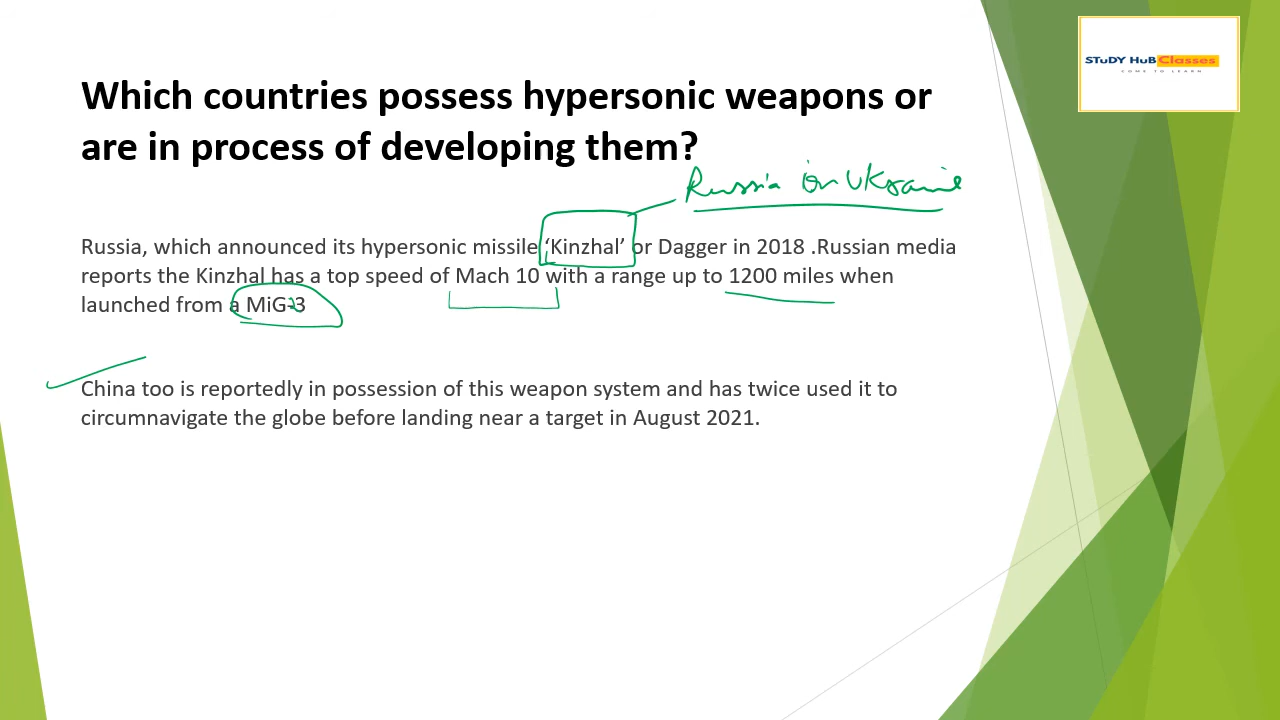 STuDY HuB Classes
COME TO LEARN
Which countries possess hypersonic weapons or
are in process of developing them?
Russia on Ukraine
Russia, which announced its hypersonic missile 'Kinzhal' or Dagger in 2018 .Russian media
reports the Kinzhal has a top speed of Mach 10 with a range up to 1200 miles when
launched from a MiG-3
China too is reportedly in possession of this weapon system and has twice used it to
circumnavigate the globe before landing near a target in August 2021.